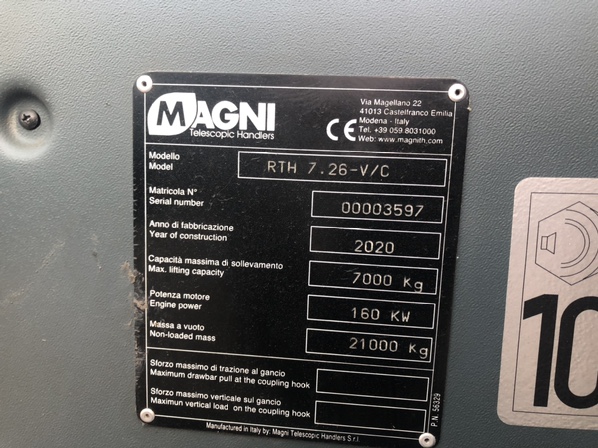 MAGNI
Telescopic Handlers
Via Magellano 22
41013 Castelfranco Emilia
Modena - Italy
Tel. +39 059 8031000
Web: www.magnith.com
CE
Modello
Model
RTH 7.26-V/C
Matricola N°
Serial number
00003597
Anno di fabbricazione
Year of construction
2020
Capacità massima di sollevamento
Max. lifting capacity
7000 Kg
Potenza motore
Engine power
160 KW
Massa a vuoto
Non-loaded mass
21000 Kg
Sforzo massimo di trazione al gancio
Maximum drawbar pull at the coupling hook
Sforzo massimo verticale sul gancio
Maximun vertical load on the coupling hook
Manufactured in Italy by: Magni Telescopic Handlers S.r.l.
P.N. 56329
10